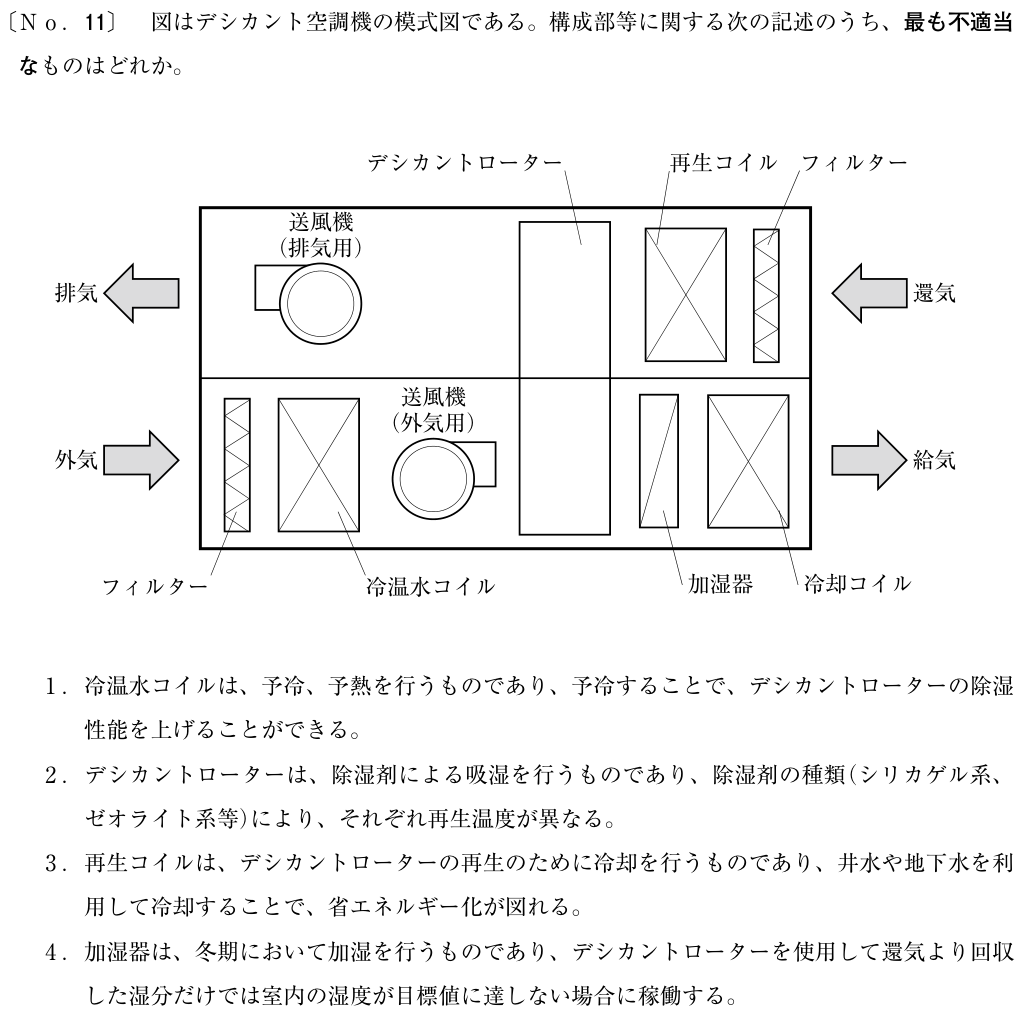 〔Ｎｏ．11〕　図はデシカント空調機の模式図である。構成部等に関する次の記述のうち、最も不適当
なものはどれか。
デシカントローター
再生コイル
フィルター
送風機
（排気用）
排気
還気
送風機
（外気用）
外気
給気
フィルター
冷温水コイル
加湿器
冷却コイル
１．冷温水コイルは、予冷、予熱を行うものであり、予冷することで、デシカントローターの除湿
性能を上げることができる。
２．デシカントローターは、除湿剤による吸湿を行うものであり、除湿剤の種類（シリカゲル系、
ゼオライト系等）により、それぞれ再生温度が異なる。
３．再生コイルは、デシカントローターの再生のために冷却を行うものであり、井水や地下水を利
用して冷却することで、省エネルギー化が図れる。
４．加湿器は、冬期において加湿を行うものであり、デシカントローターを使用して還気より回収
した湿分だけでは室内の湿度が目標値に達しない場合に稼働する。